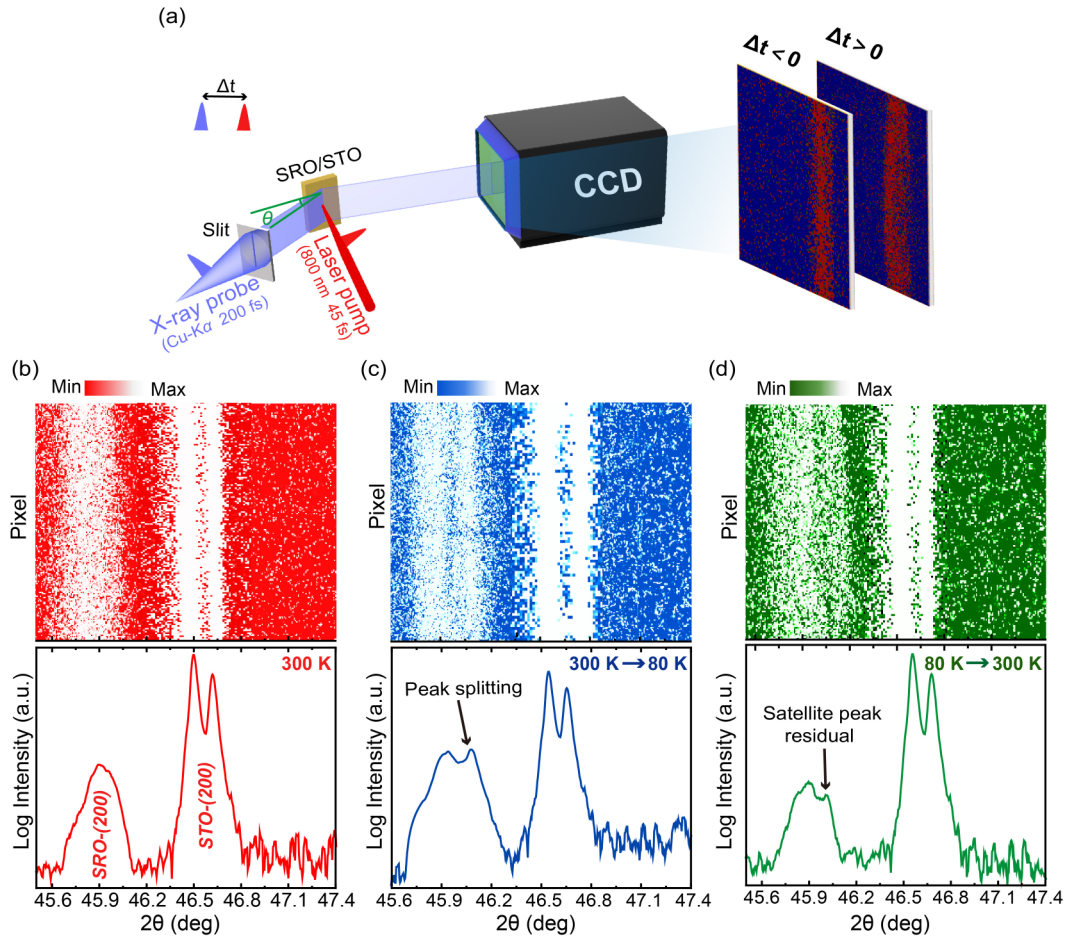 (a)
Δt
Δt < 0
Δt > 0
SRO/STO
θ
Slit
CCD
X-ray probe
(Cu-Kα 200 fs)
Laser pump
(800 nm 45 fs)
(b)
Min Max
Pixel
300 K
Log Intensity (a.u.)
SRO-(200)
STO-(200)
45.6 45.9 46.2 46.5 46.8 47.1 47.4
2θ (deg)
(c)
Min Max
Pixel
300 K → 80 K
Peak splitting
Log Intensity (a.u.)
45.6 45.9 46.2 46.5 46.8 47.1 47.4
2θ (deg)
(d)
Min Max
Pixel
80 K → 300 K
Satellite peak
residual
Log Intensity (a.u.)
45.6 45.9 46.2 46.5 46.8 47.1 47.4
2θ (deg)